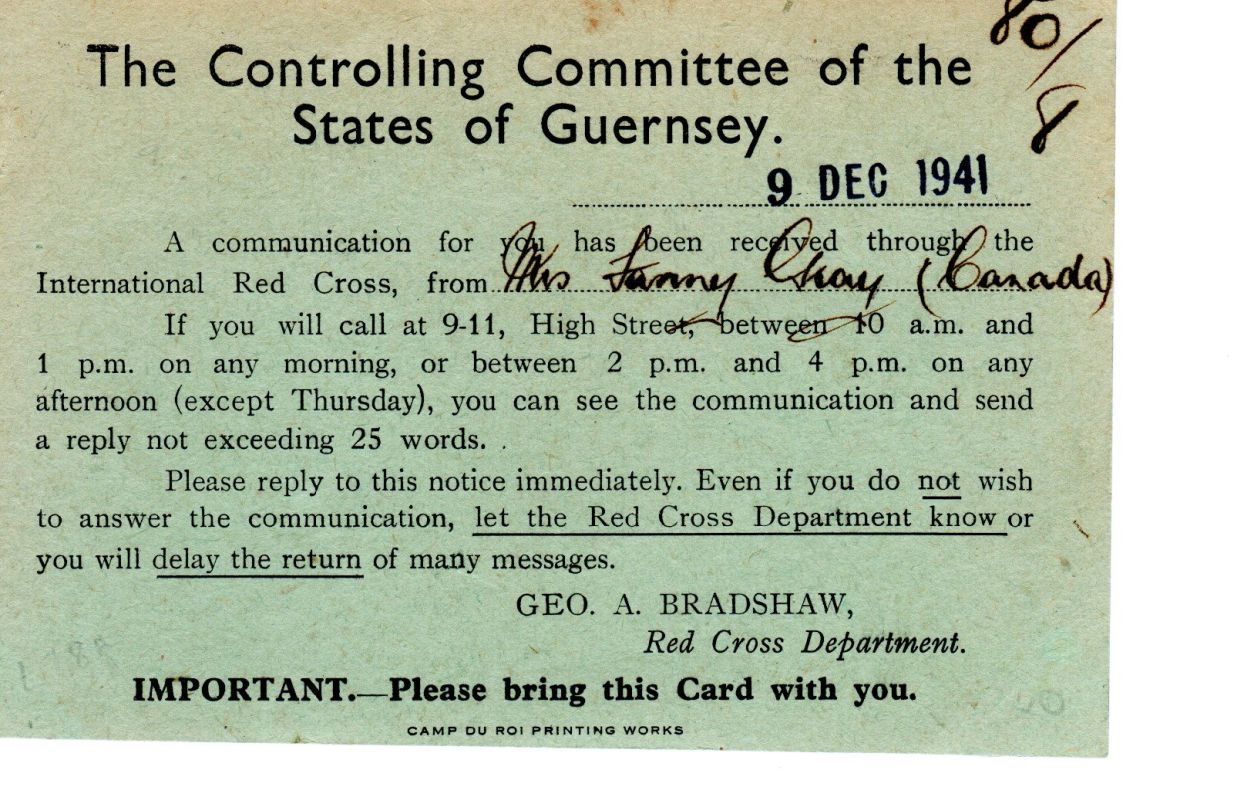 80/
8
The Controlling Committee of the
States of Guernsey.
9 DEC 1941
A communication for you has been received through the
International Red Cross, from Mrs Fanny (Canada)
If you will call at 9-11, High Street, between 10 a.m. and
1 p.m. on any morning, or between 2 p.m. and 4 p.m. on any
afternoon (except Thursday), you can see the communication and send
a reply not exceeding 25 words.
Please reply to this notice immediately. Even if you do not wish
to answer the communication, let the Red Cross Department know or
you will delay the return of many messages.
GEO. A. BRADSHAW,
Red Cross Department.
IMPORTANT.—Please bring this Card with you.
CAMP DU ROI PRINTING WORKS